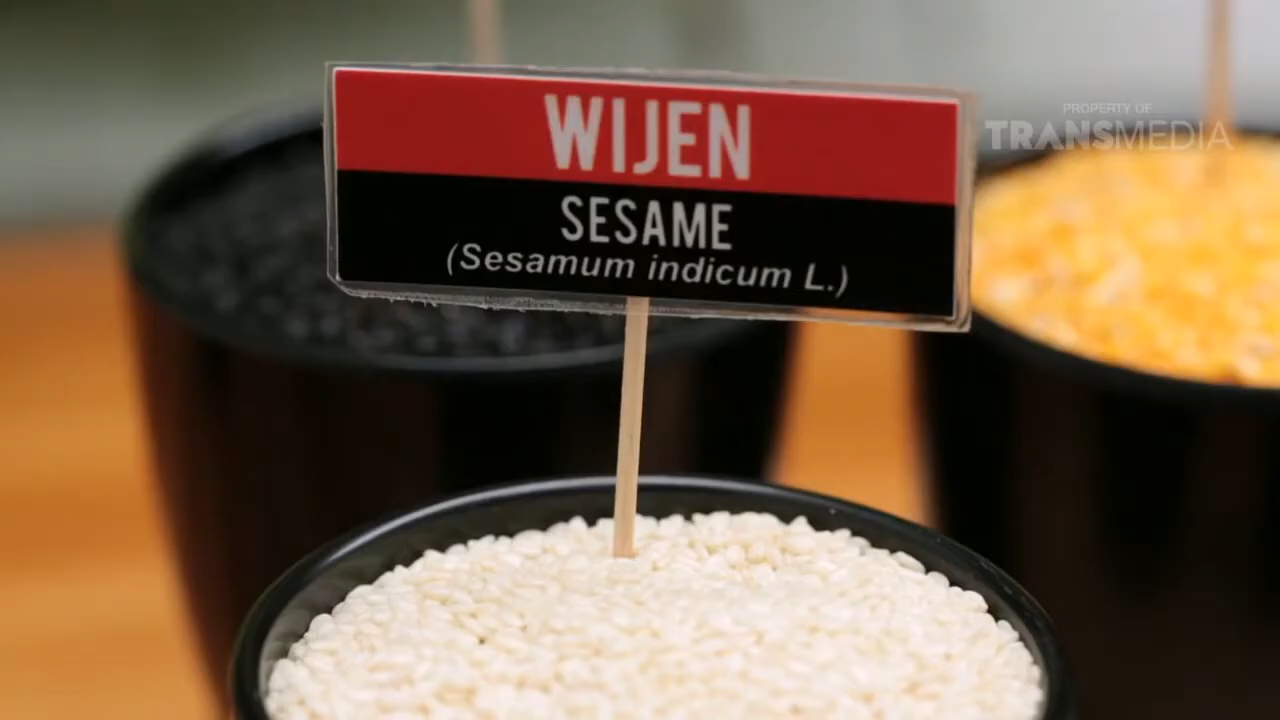 WIJEN
SESAME
(Sesamum indicum L.)
PROPERTY OF
TRANSMEDIA